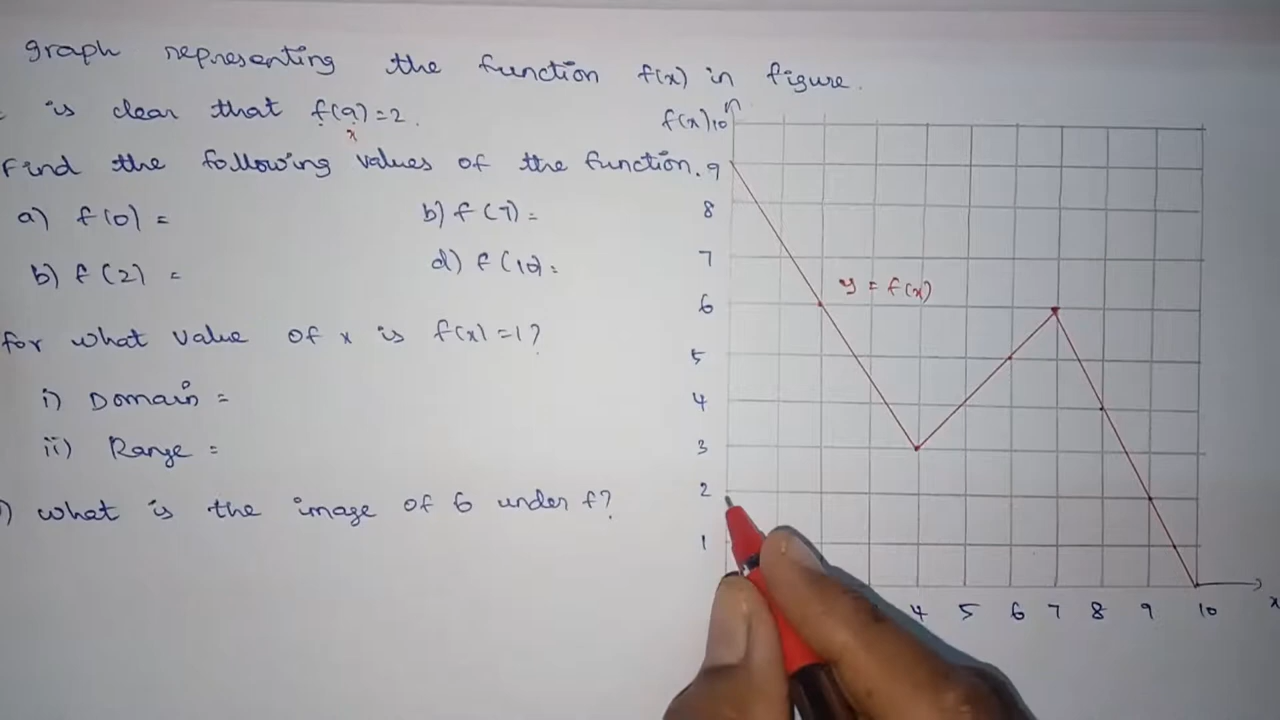 graph representing the function f(x) in figure.
is clear that f(9)=2.
x
Find the following values of the function.
a) f(0) =
b) f(7) =
b) f(2) =
d) f(10) =
for what value of x is f(x)=1?
i) Domain =
ii) Range =
) what is the image of 6 under f?
f(x) 10
9
8
7
6
5
4
3
2
1
y = f(x)
4 5 6 7 8 9 10
x